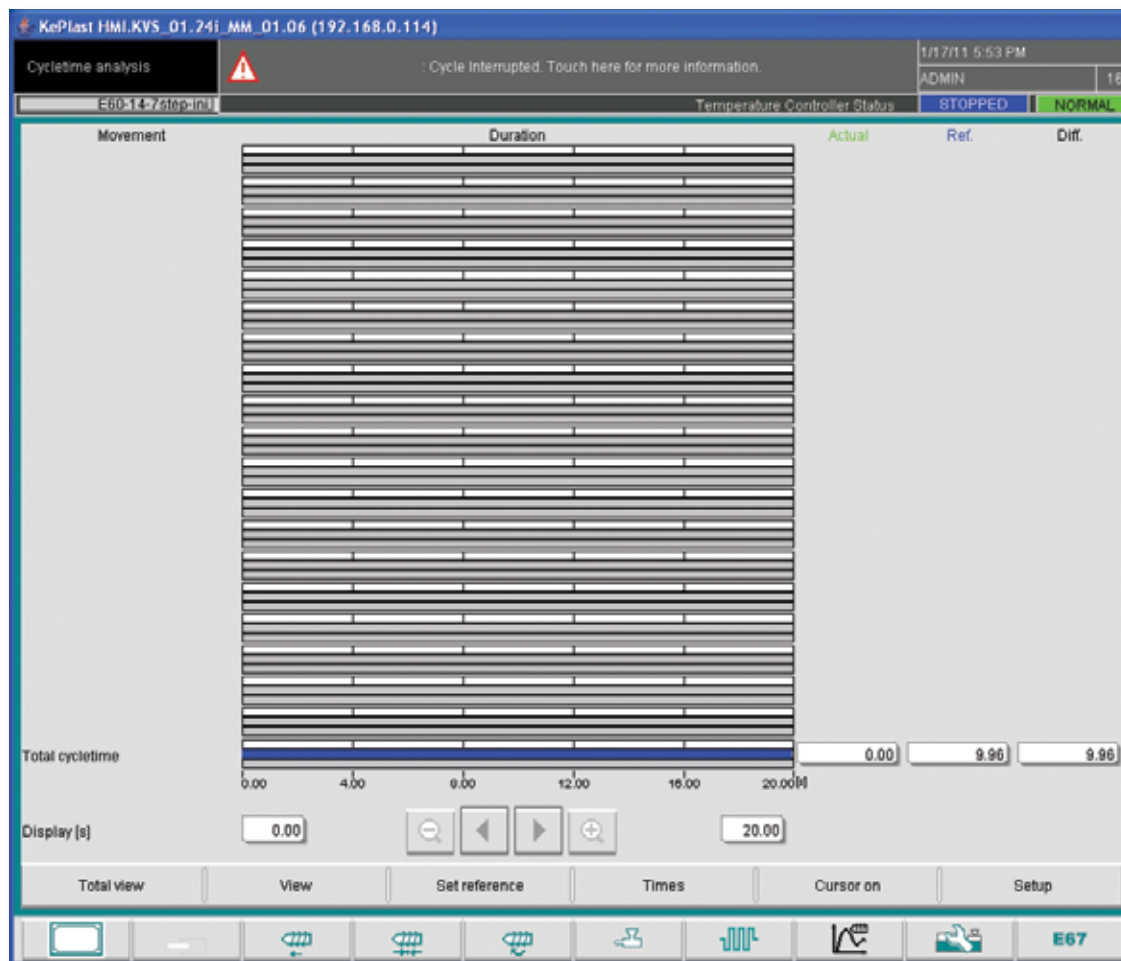 KePlast HMI.KVS_01.24i_MM_01.06 (192.168.0.114)
Cycletime analysis
: Cycle Interrupted. Touch here for more information.
1/17/11 5:53 PM
ADMIN
16
E60-14-7step-inij
Temperature Controller Status
STOPPED
NORMAL
Movement
Duration
Actual
Ref.
Diff.
Total cycletime
0.00
9.96
9.96
0.00
4.00
8.00
12.00
16.00
20.00[s]
Display [s]
0.00
20.00
Total view
View
Set reference
Times
Cursor on
Setup
E67